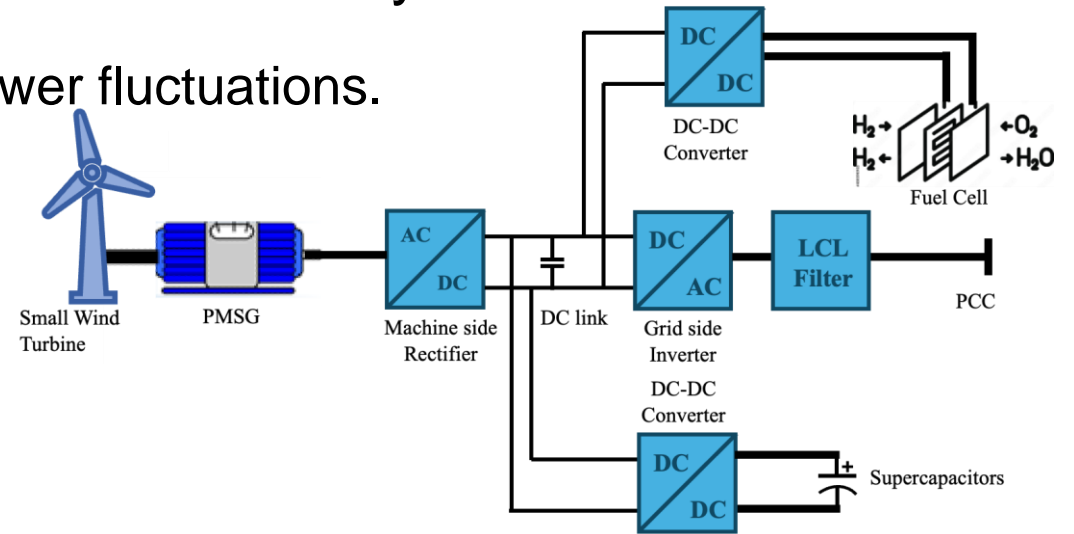 wer fluctuations.
DC
DC
DC-DC
Converter
H₂→
←O₂
H₂←
→H₂O
Fuel Cell
AC
DC
DC
AC
LCL
Filter
Small Wind
Turbine
PMSG
Machine side
Rectifier
DC link
Grid side
Inverter
PCC
DC-DC
Converter
DC
DC
+
Supercapacitors